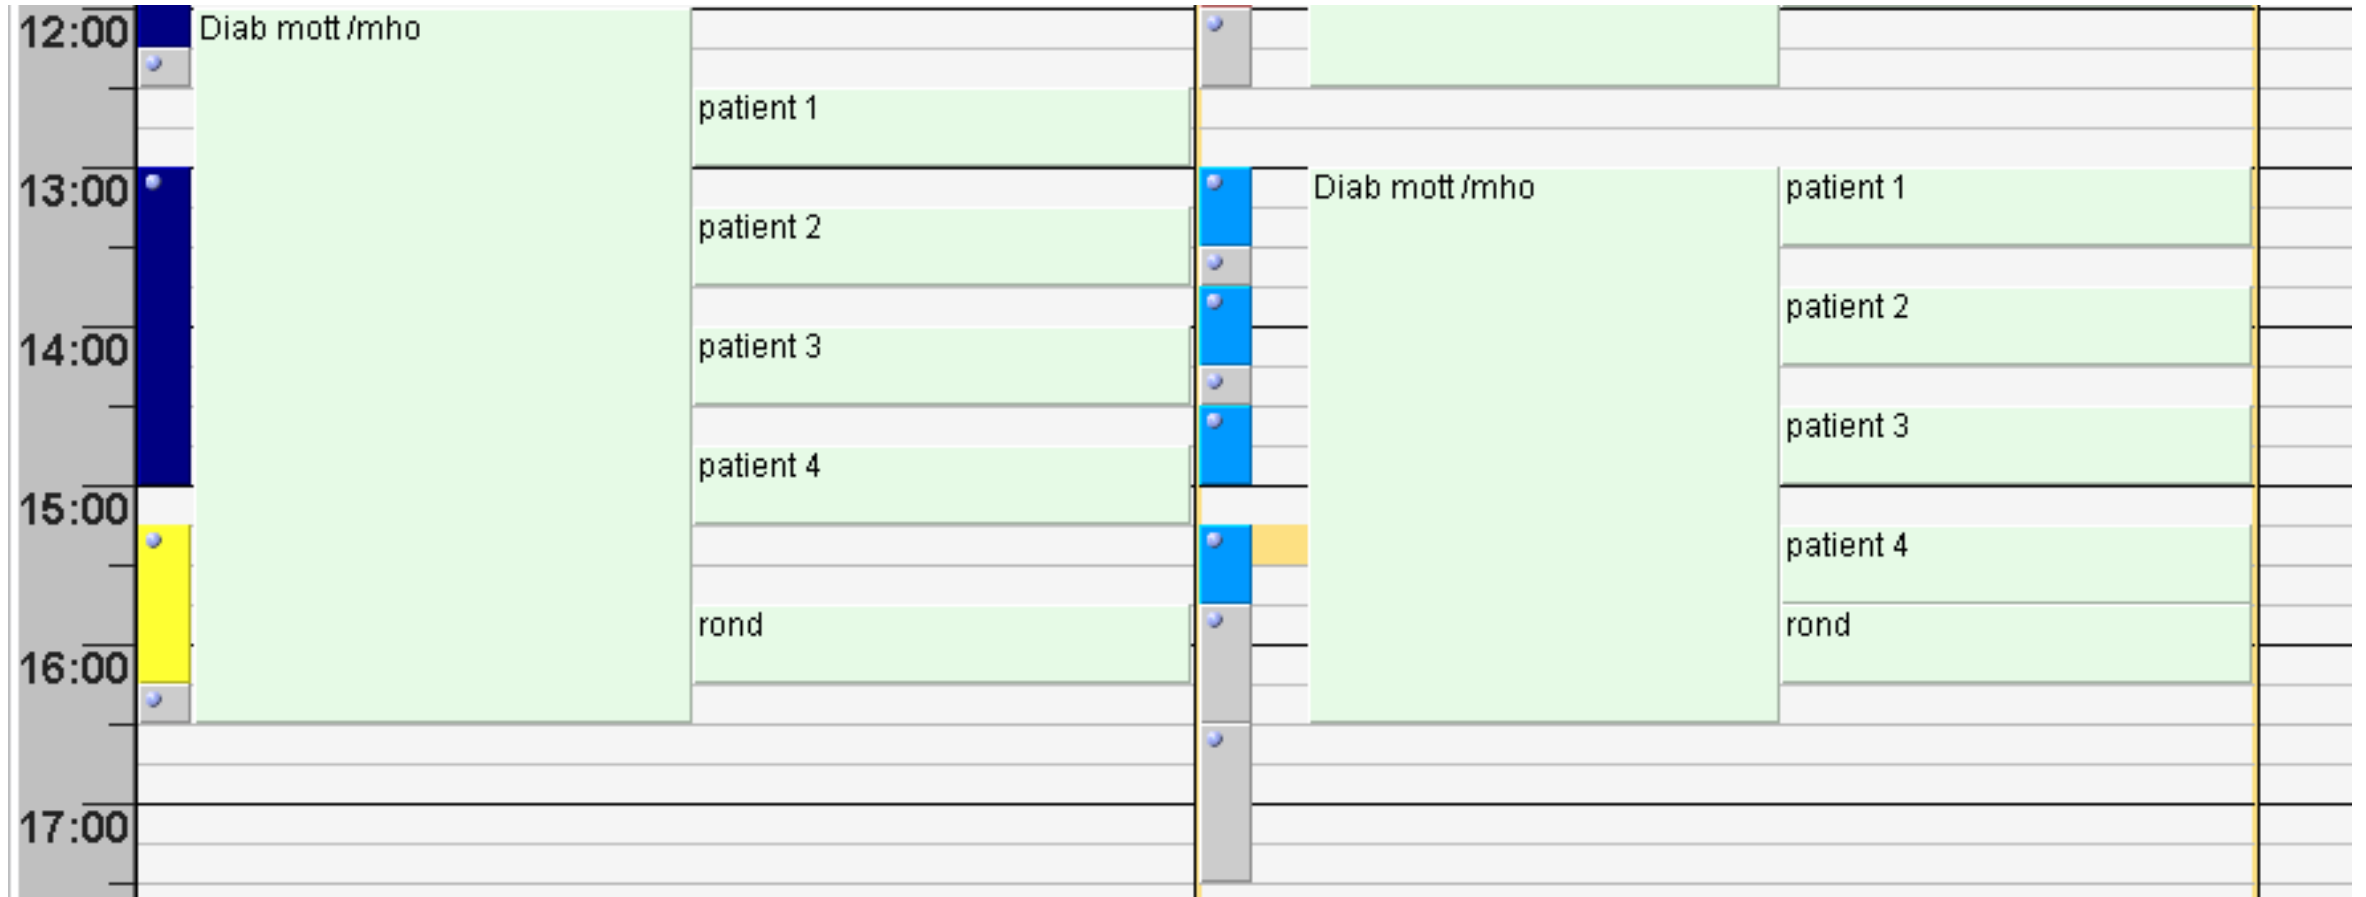 12:00
13:00
14:00
15:00
16:00
17:00
Diab mott /mho
patient 1
patient 2
patient 3
patient 4
rond
Diab mott /mho
patient 1
patient 2
patient 3
patient 4
rond